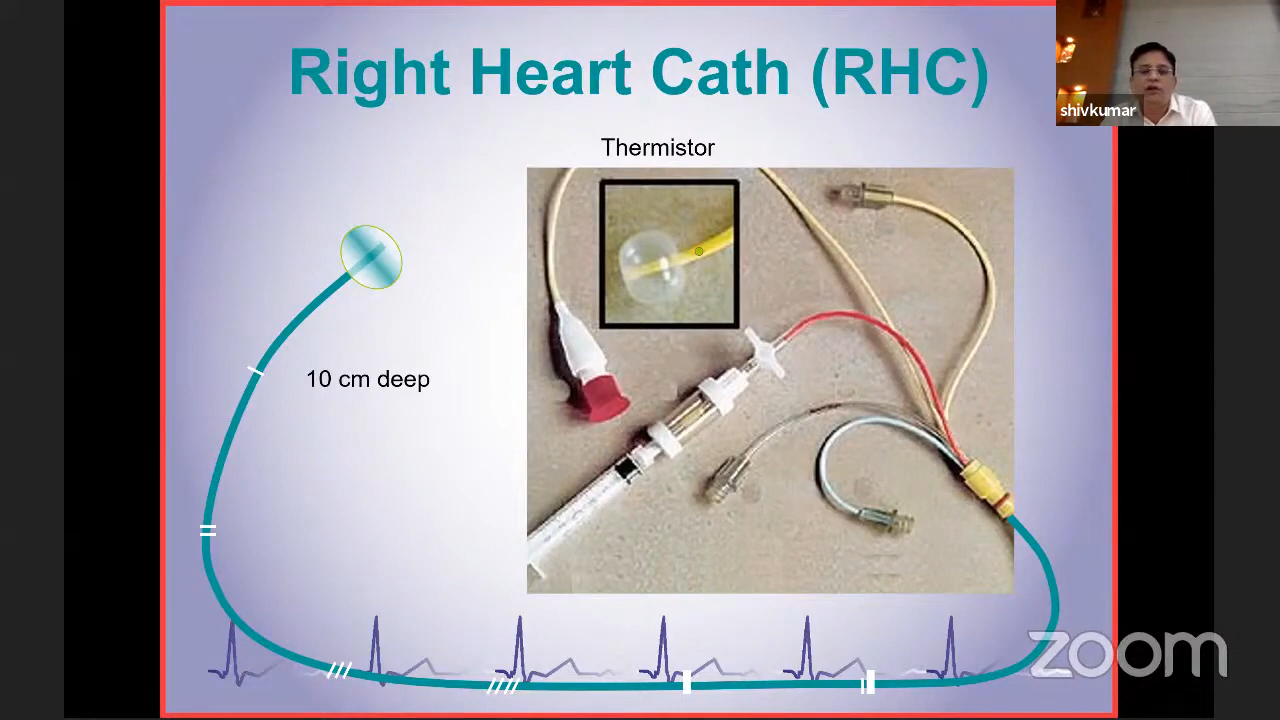 Right Heart Cath (RHC)
shivkumar
Thermistor
10 cm deep
zoom